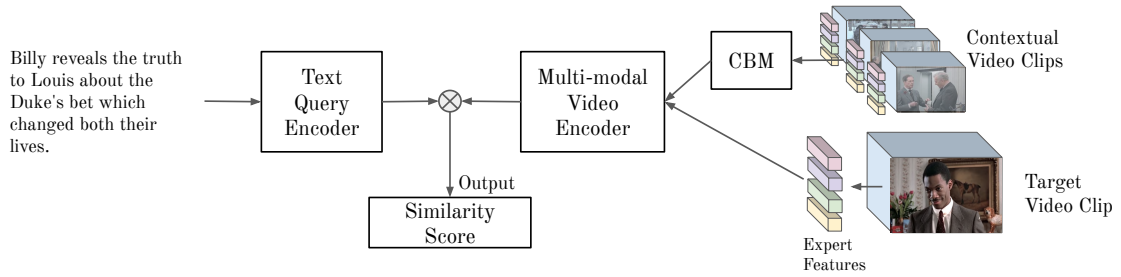 Billy reveals the truth
to Louis about the
Duke's bet which
changed both their
lives.
Text
Query
Encoder
Multi-modal
Video
Encoder
CBM
Contextual
Video Clips
Output
Similarity
Score
Expert
Features
Target
Video Clip